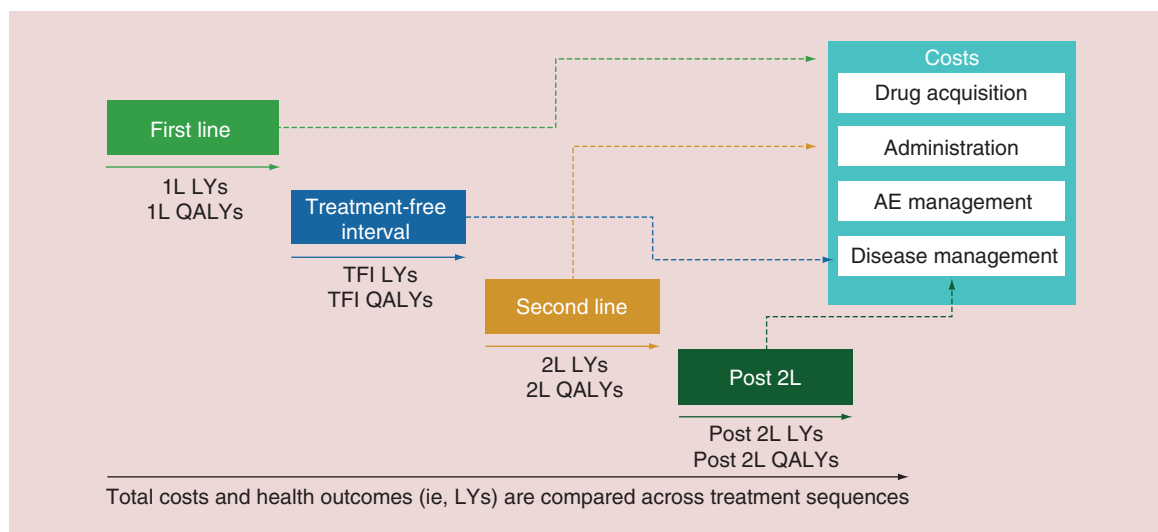 Costs
Drug acquisition
First line
Administration
1L LYs
1L QALYs
AE management
Treatment-free
interval
Disease management
TFI LYs
TFI QALYs
Second line
2L LYs
2L QALYs
Post 2L
Post 2L LYs
Post 2L QALYs
Total costs and health outcomes (ie, LYs) are compared across treatment sequences